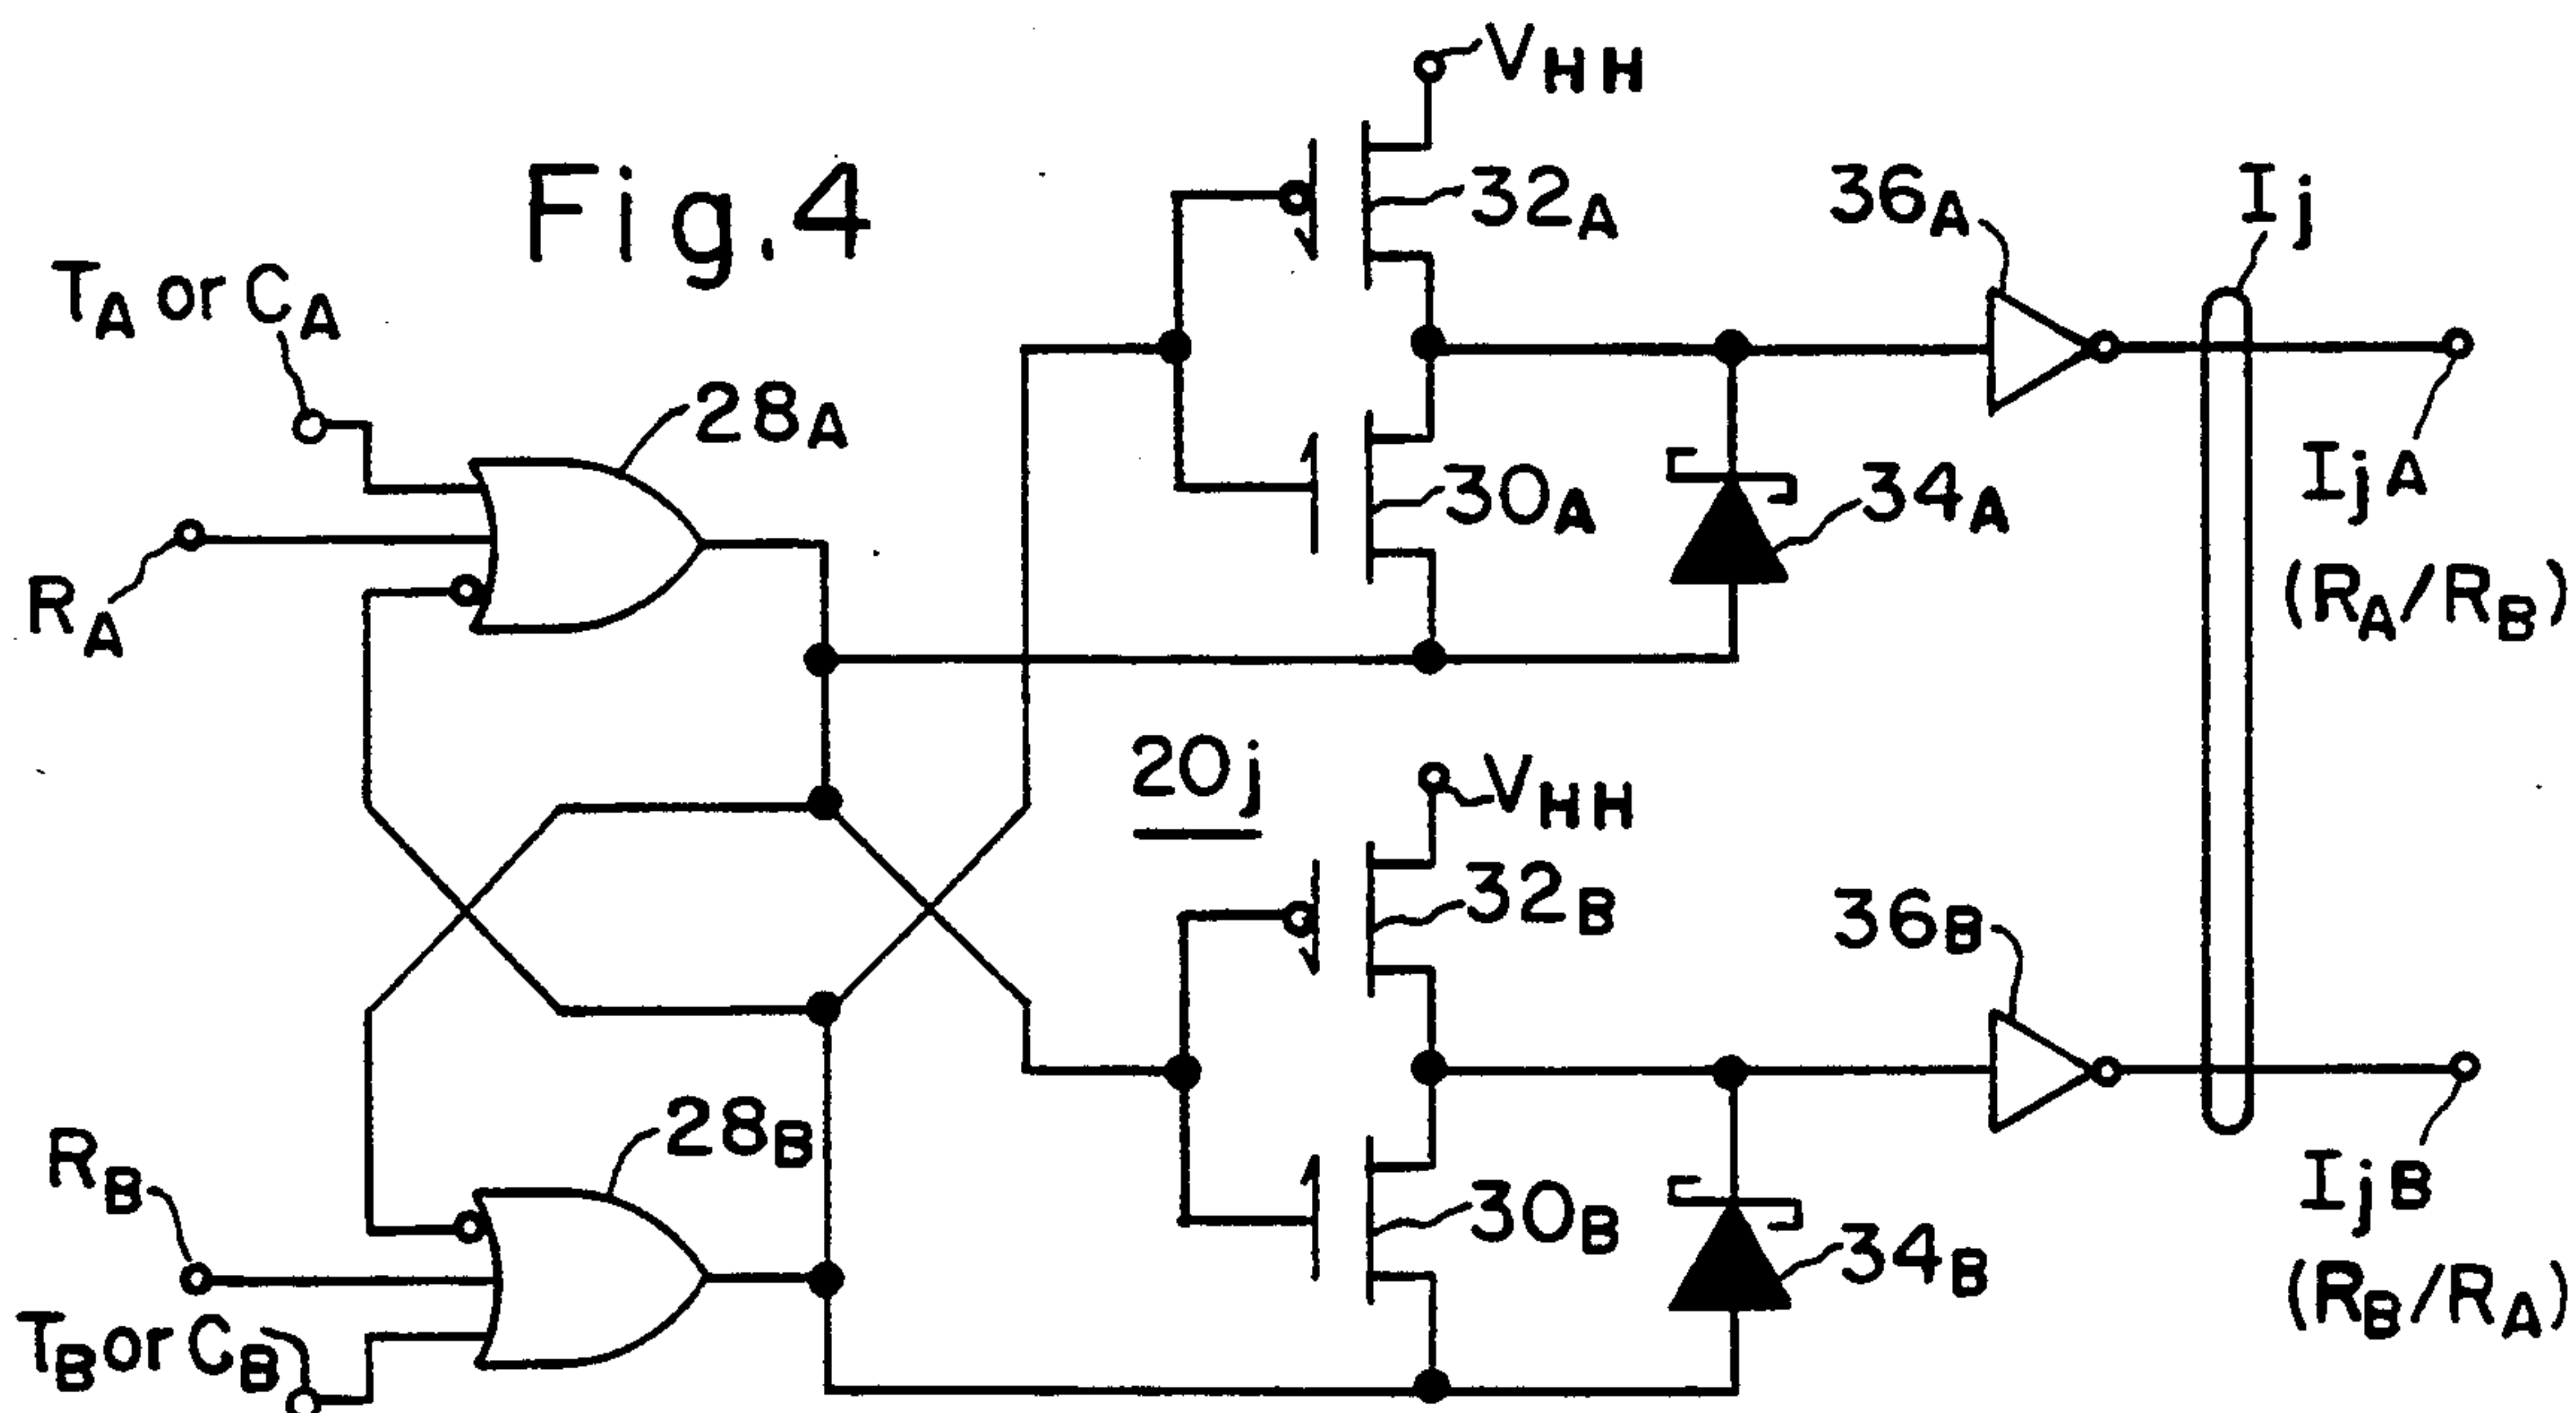 Fig.4
VHH
TA or CA
28A
RA
32A
30A
34A
36A
Ij
IjA
(RA/RB)
20j
VHH
32B
36B
RB
28B
TB or CB
30B
34B
IjB
(RB/RA)